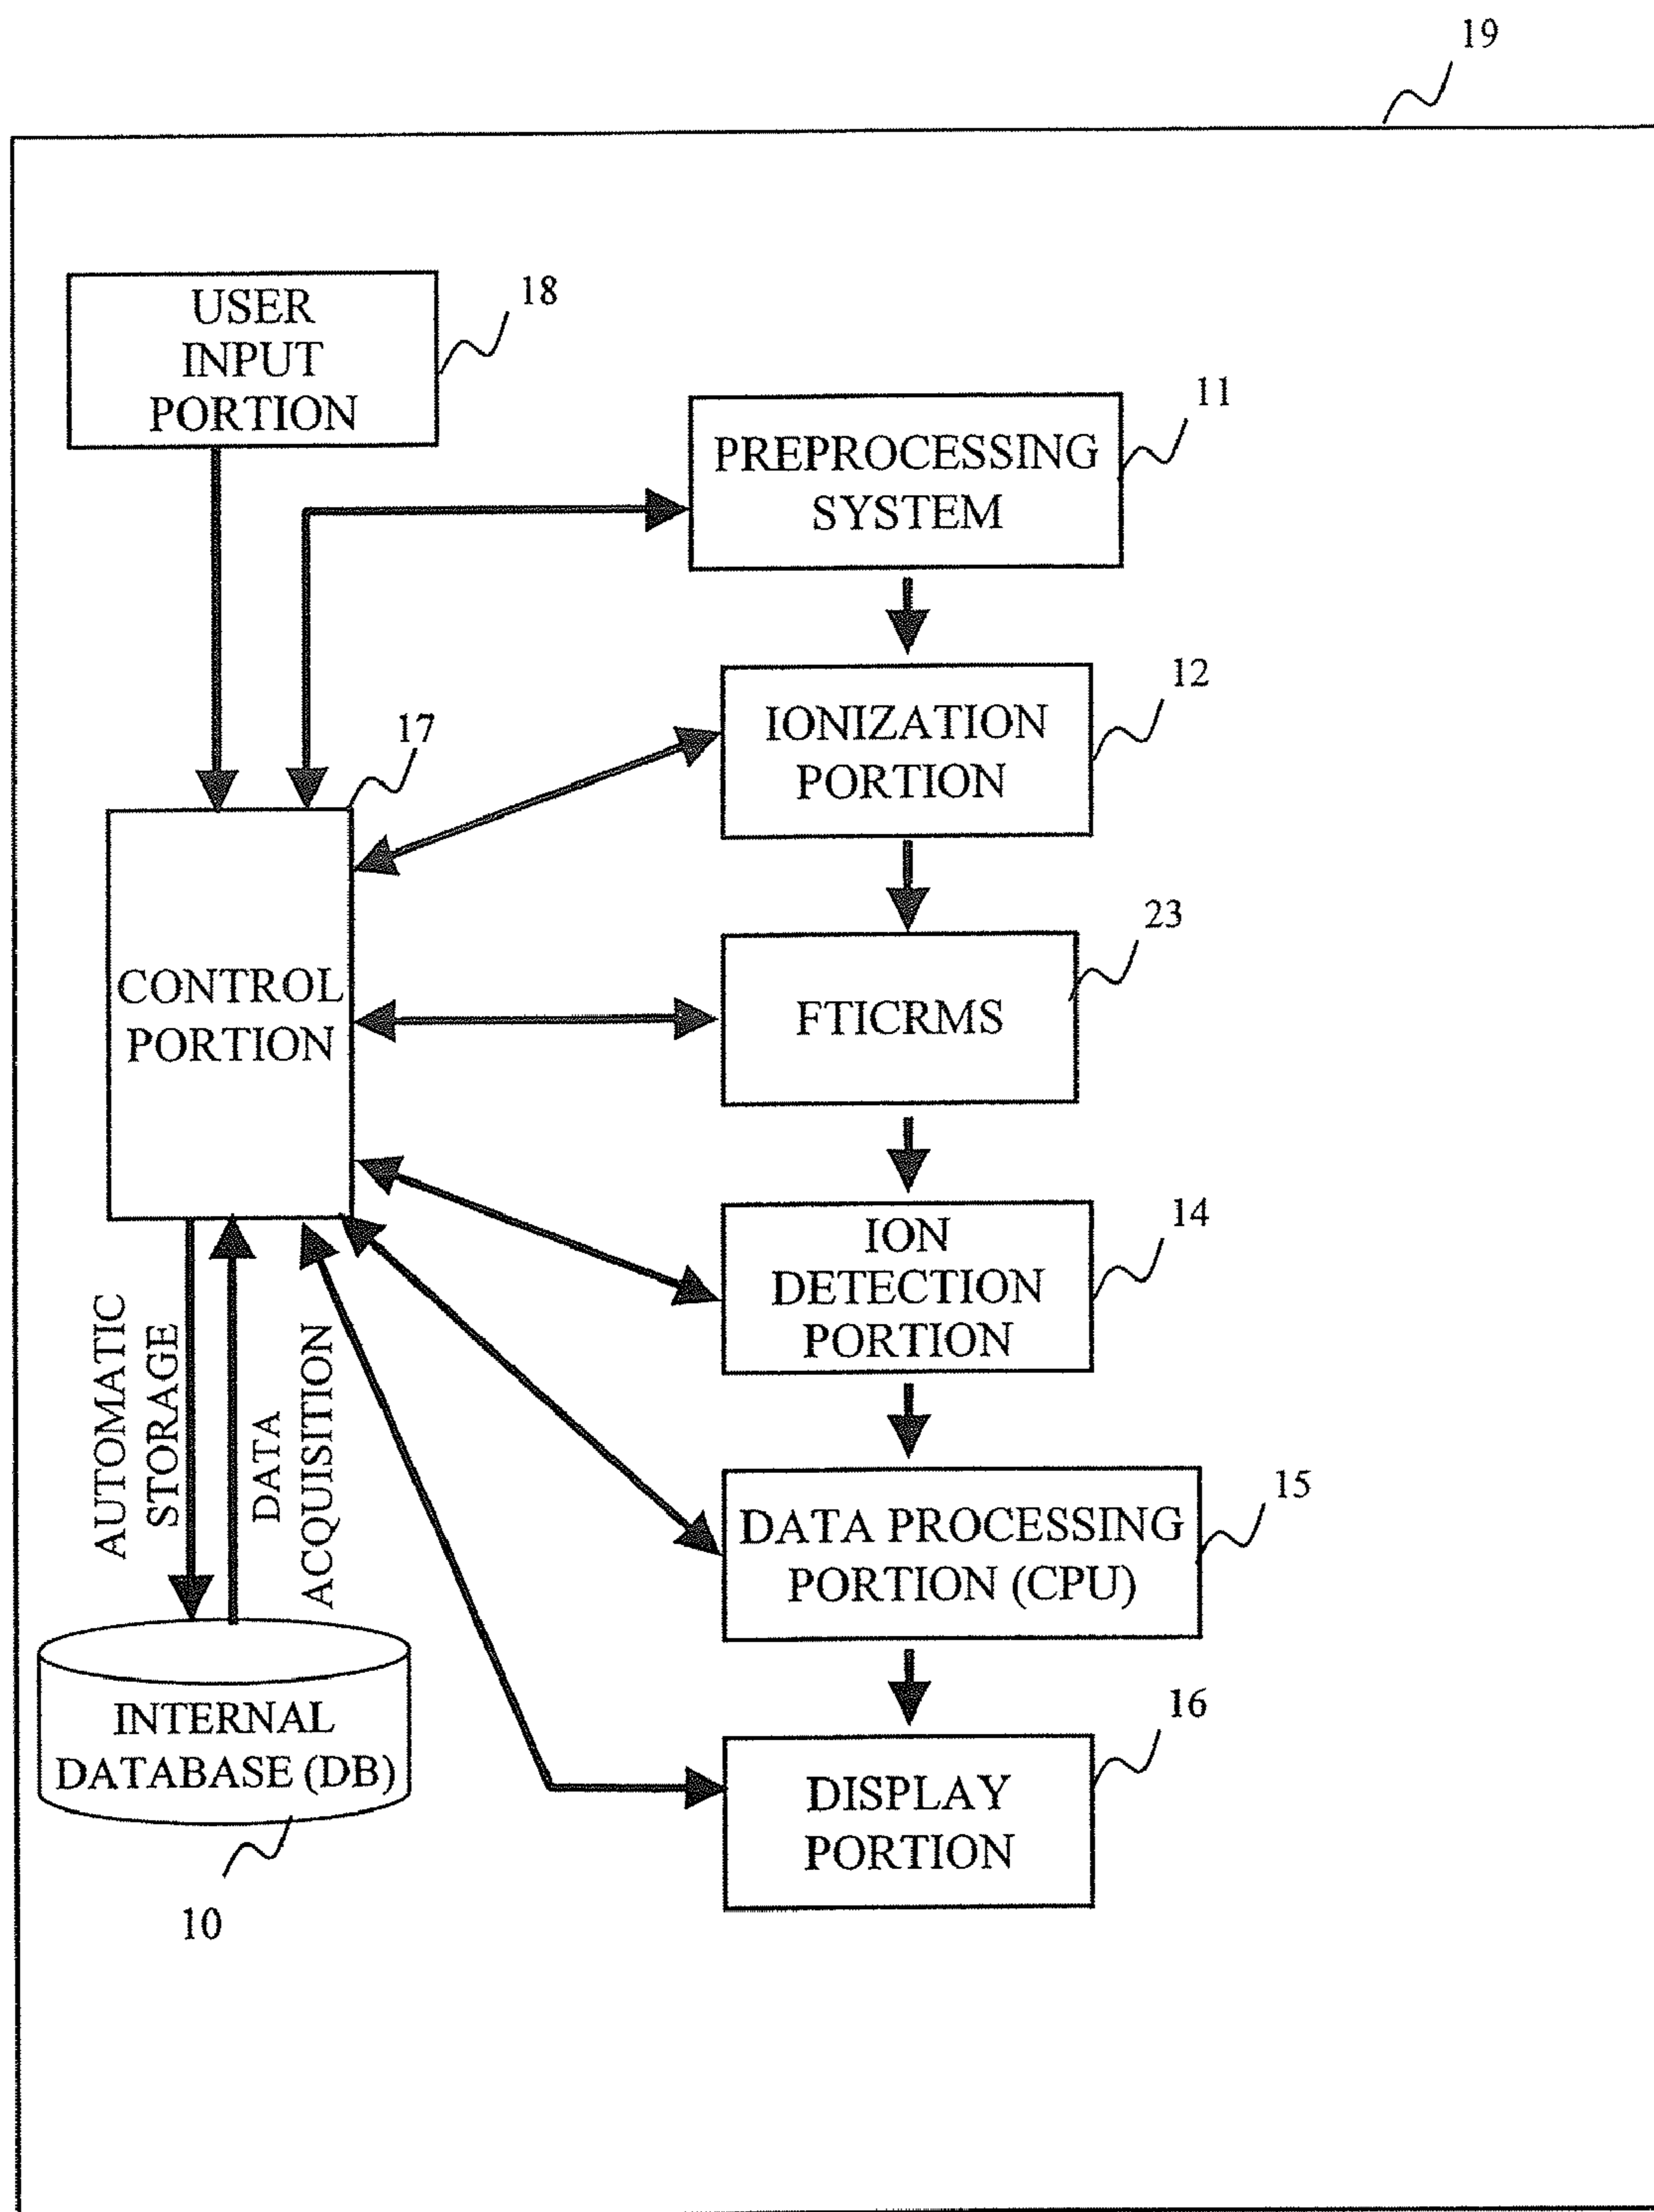 19
USER
INPUT
PORTION
18
PREPROCESSING
SYSTEM
11
IONIZATION
PORTION
12
17
CONTROL
PORTION
FTICRMS
23
ION
DETECTION
PORTION
14
AUTOMATIC
STORAGE
DATA
ACQUISITION
DATA PROCESSING
PORTION (CPU)
15
INTERNAL
DATABASE (DB)
10
DISPLAY
PORTION
16